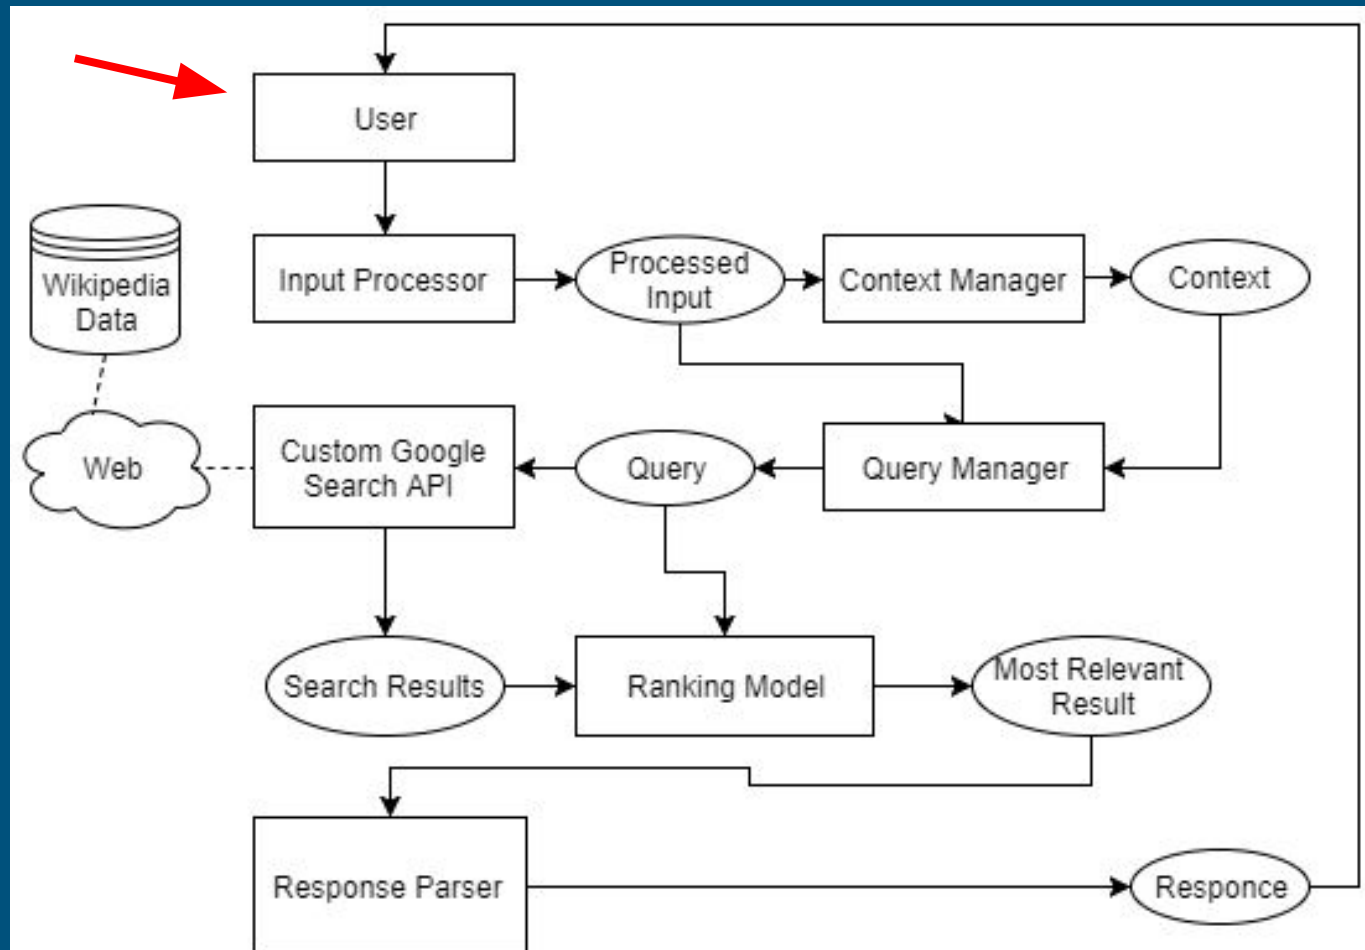 User
Wikipedia
Data
Input Processor
Processed
Input
Context Manager
Context
Web
Custom Google
Search API
Query
Query Manager
Search Results
Ranking Model
Most Relevant
Result
Response Parser
Responce